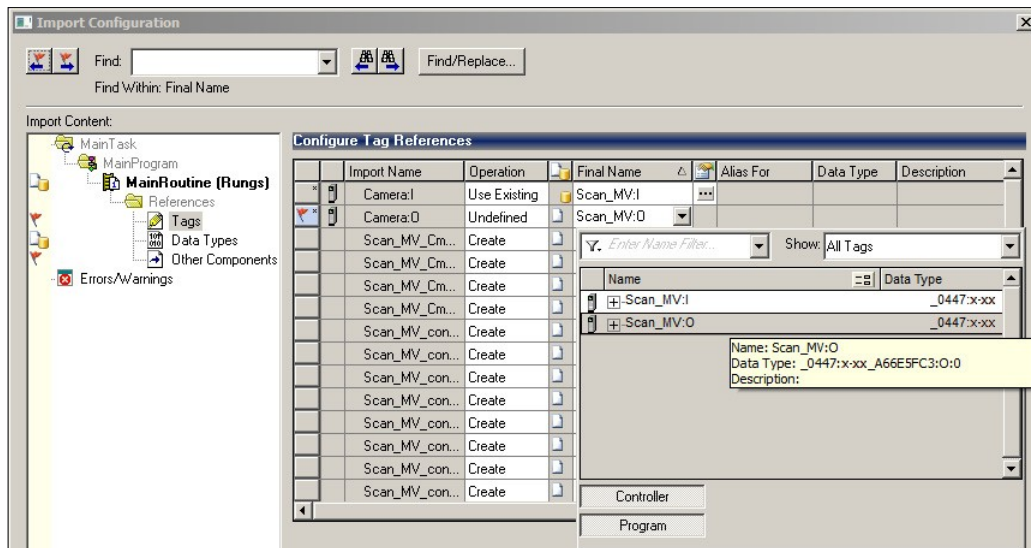 Import Configuration
Find:
Find/Replace...
Find Within: Final Name
Import Content:
MainTask
MainProgram
MainRoutine (Rungs)
References
Tags
Data Types
Other Components
Errors/Warnings
Configure Tag References
Import Name Operation Final Name Alias For Data Type Description
Camera:I Use Existing Scan_MV:I ...
Camera:O Undefined Scan_MV:O
Scan_MV_Cm... Create
Scan_MV_Cm... Create
Scan_MV_Cm... Create
Scan_MV_Cm... Create
Scan_MV_con... Create
Scan_MV_con... Create
Scan_MV_con... Create
Scan_MV_con... Create
Scan_MV_con... Create
Scan_MV_con... Create
Scan_MV_con... Create
Scan_MV_con... Create
Enter Name Filter... Show: All Tags
Name Data Type
Scan_MV:I _0447:x-xx
Scan_MV:O _0447:x-xx
Name: Scan_MV:O
Data Type: _0447:x-xx_A66E5FC3:O:0
Description:
Controller
Program